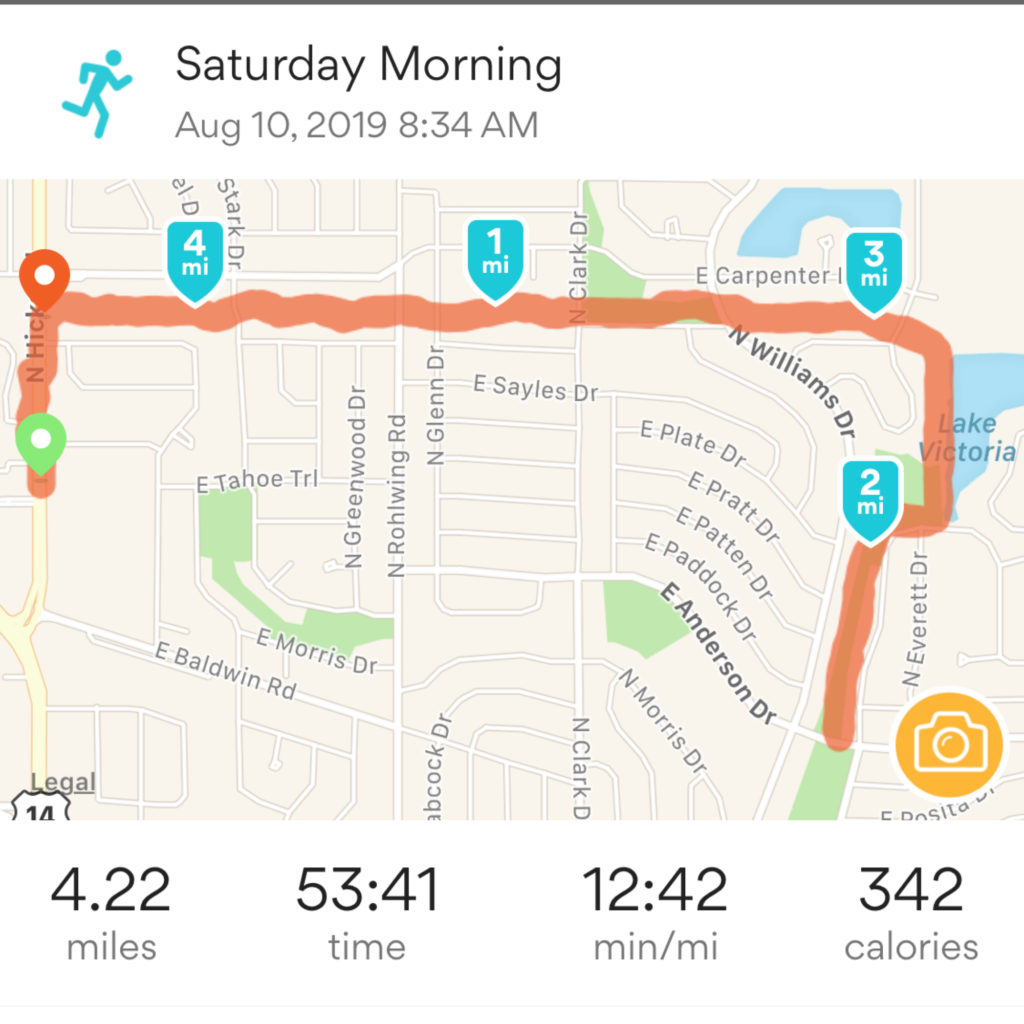 Saturday Morning
Aug 10, 2019 8:34 AM
Stark Dr
4
mi
1
mi
N Clark Dr
E Carpenter
3
mi
N Hick
N Williams Dr
E Sayles Dr
N Glenn Dr
N Greenwood Dr
N Rohlwing Rd
E Plate Dr
Lake
Victoria
E Tahoe Trl
E Pratt Dr
2
mi
E Patten Dr
E Paddock Dr
E Anderson Dr
N Everett Dr
E Morris Dr
E Baldwin Rd
N Morris Dr
abcock Dr
N Clark D
Legal
14
E Posita Dr
4.22
53:41
12:42
342
miles
time
min/mi
calories